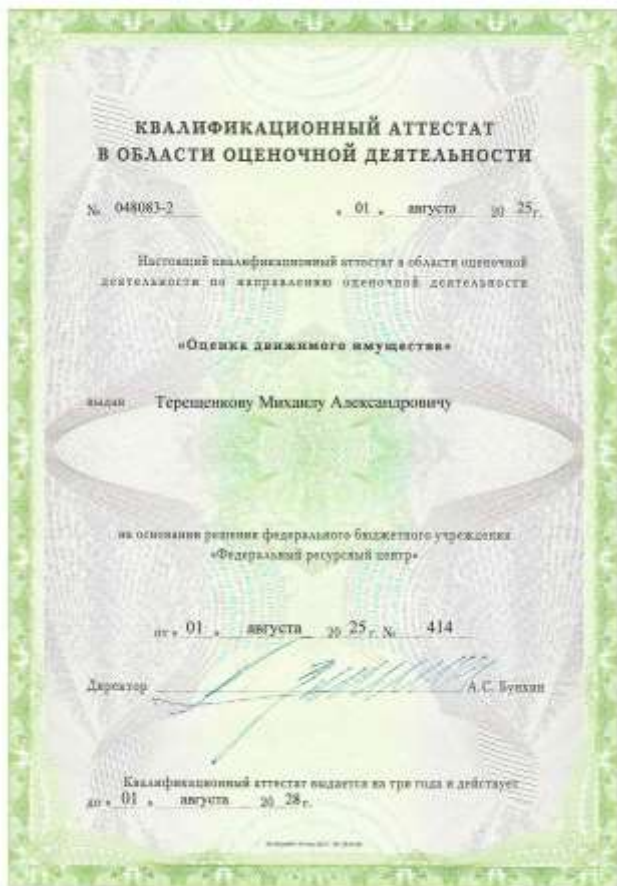 КВАЛИФИКАЦИОННЫЙ АТТЕСТАТ
В ОБЛАСТИ ОЦЕНОЧНОЙ ДЕЯТЕЛЬНОСТИ
№ 048083-2 « 01 » августа 20 25г.
Настоящий квалификационный аттестат в области оценочной
деятельности по направлению оценочной деятельности
«Оценка движимого имущества»
выдан Терещенкову Михаилу Александровичу
на основании решения федерального бюджетного учреждения
«Федеральный ресурсный центр»
от « 01 » августа 20 25 г. № 414
Директор А.С. Бункин
Квалификационный аттестат выдается на три года и действует
до « 01 » августа 20 28 г.